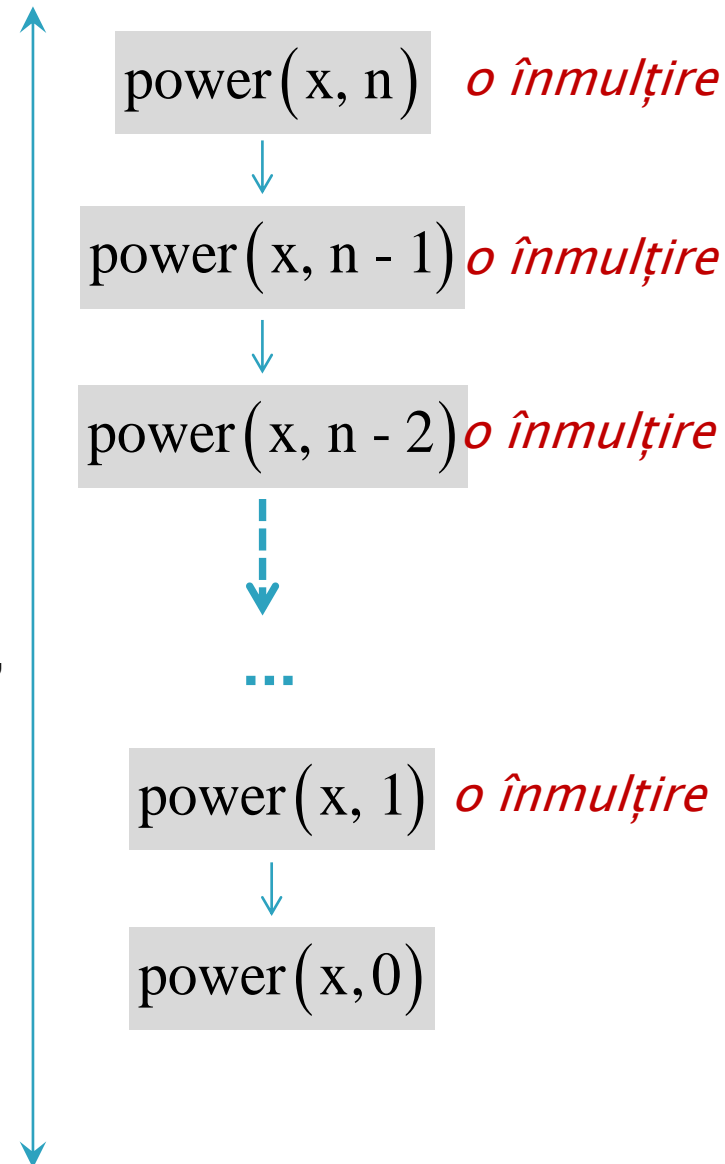 power(x, n) o înmulțire
power(x, n - 1) o înmulțire
power(x, n - 2) o înmulțire
...
power(x, 1) o înmulțire
power(x,0)